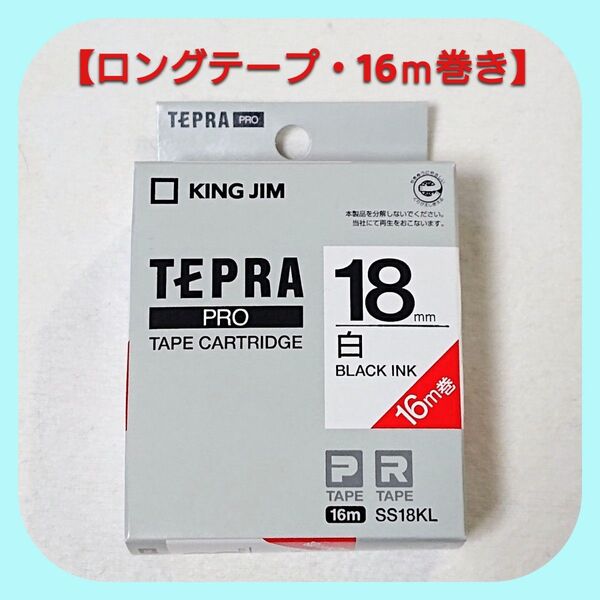 【ロングテープ・16m巻き】
TEPRA PRO
KING JIM
本製品を分解しないでください。
当社にて再生をおこないます。
TEPRA
PRO
TAPE CARTRIDGE
18mm
白
BLACK INK
16m巻
P R
TAPE TAPE
16m SS18KL